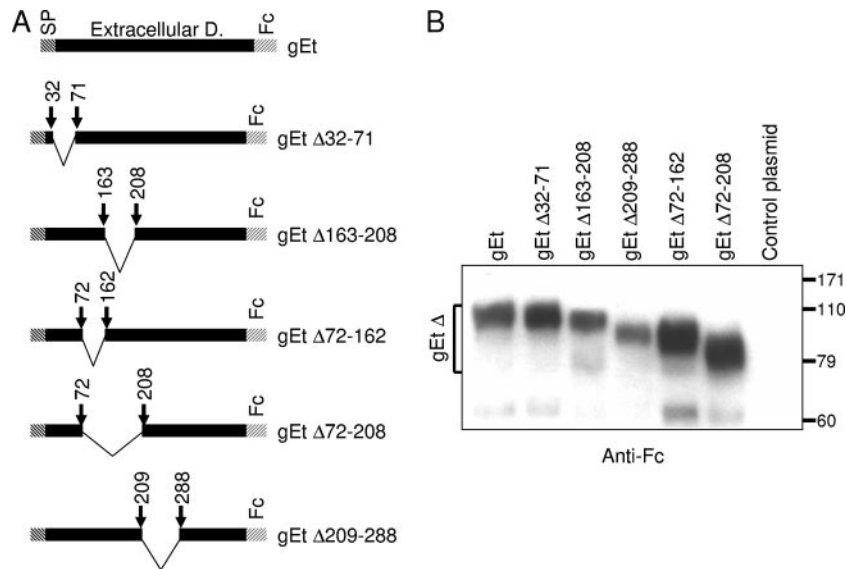 A
SP
Extracellular D.
Fc
gEt
32
71
Fc
gEt Δ32-71
163
208
Fc
gEt Δ163-208
72
162
Fc
gEt Δ72-162
72
208
Fc
gEt Δ72-208
209
288
Fc
gEt Δ209-288
B
gEt
gEt Δ32-71
gEt Δ163-208
gEt Δ209-288
gEt Δ72-162
gEt Δ72-208
Control plasmid
gEt Δ
171
110
79
60
Anti-Fc